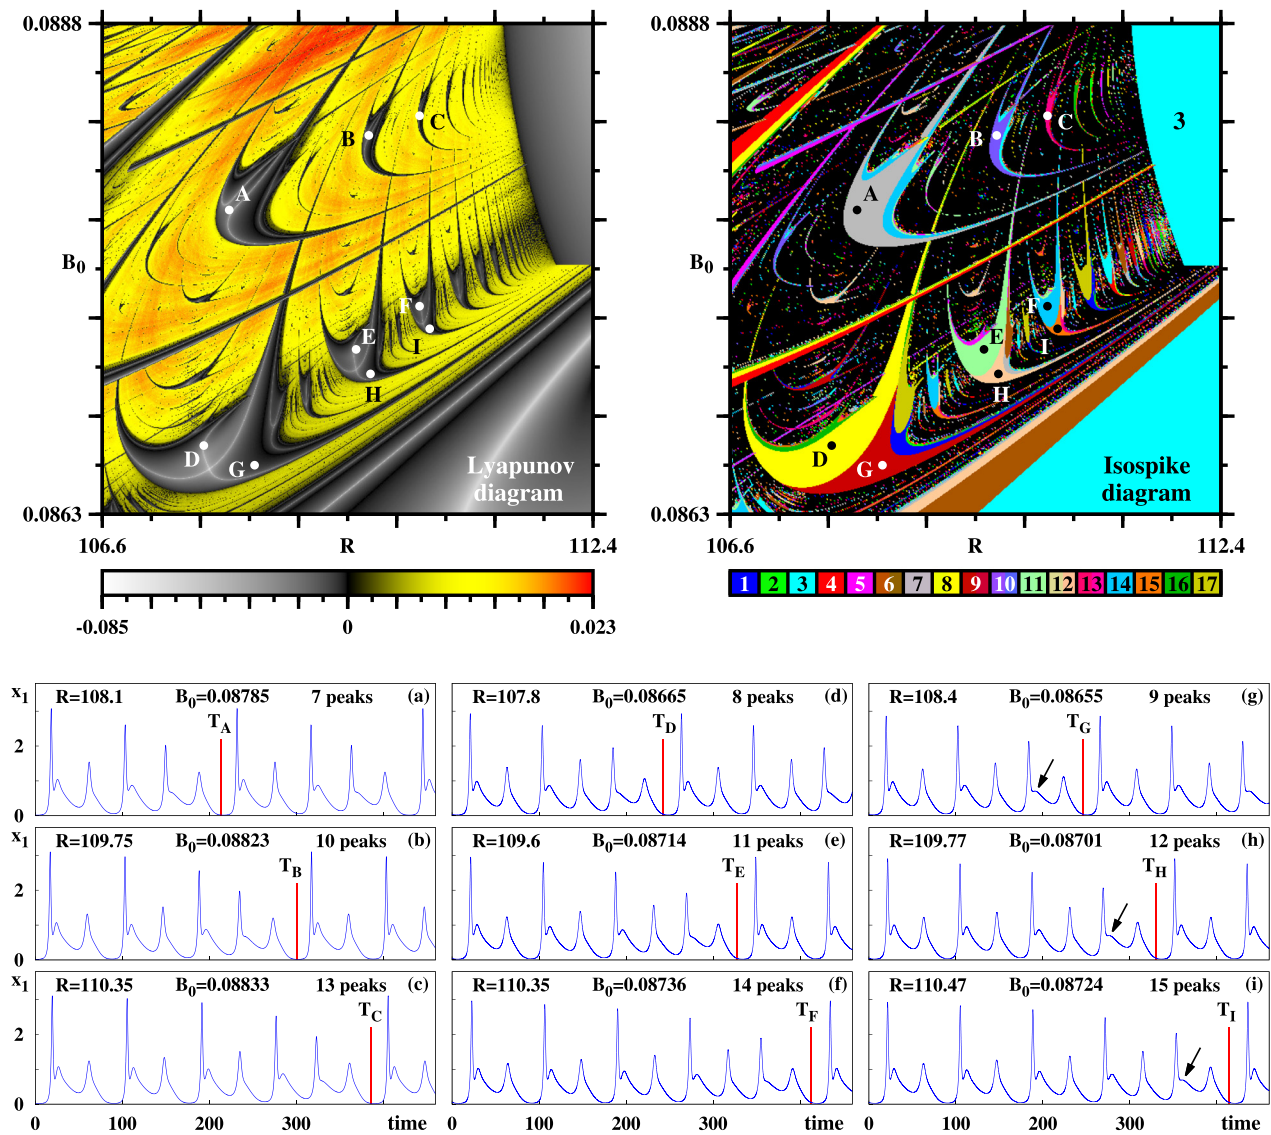 0.0888
0.0888
B
C
B
C
3
A
A
B0
B0
F
F
E
I
E
I
H
H
D
G
D
G
Lyapunov
diagram
Isospike
diagram
0.0863
0.0863
106.6
R
112.4
106.6
R
112.4
1 2 3 4 5 6 7 8 9 10 11 12 13 14 15 16 17
-0.085
0
0.023
x1
R=108.1 B0=0.08785 7 peaks (a)
TA
2
0
R=107.8 B0=0.08665 8 peaks (d)
TD
R=108.4 B0=0.08655 9 peaks (g)
TG
x1
R=109.75 B0=0.08823 10 peaks (b)
TB
2
0
R=109.6 B0=0.08714 11 peaks (e)
TE
R=109.77 B0=0.08701 12 peaks (h)
TH
x1
R=110.35 B0=0.08833 13 peaks (c)
TC
2
0
R=110.35 B0=0.08736 14 peaks (f)
TF
R=110.47 B0=0.08724 15 peaks (i)
TI
0 100 200 300 time
0 100 200 300 time
0 100 200 300 time